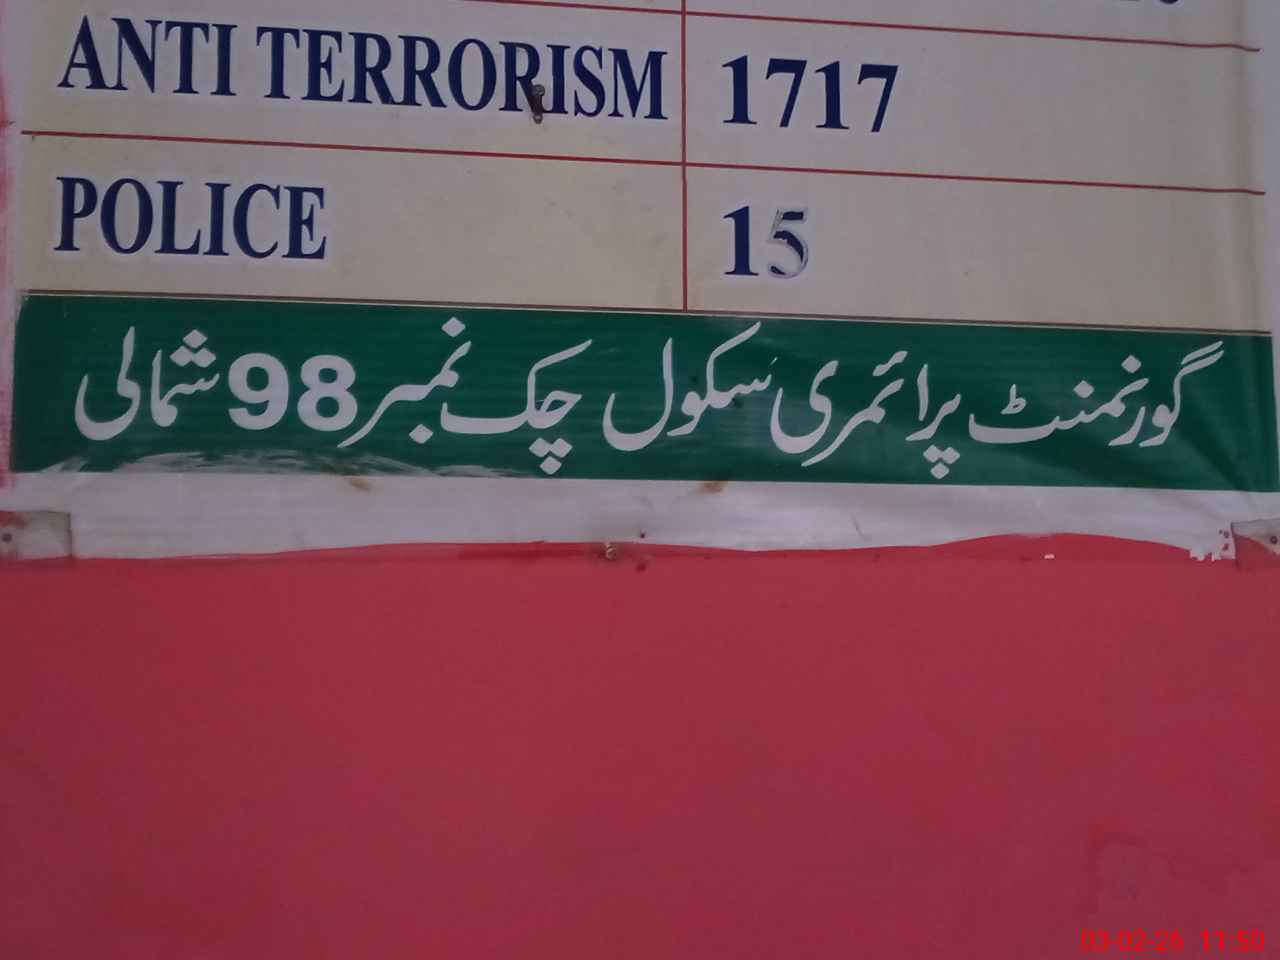 ANTI TERRORISM 1717
POLICE 15
گورنمنٹ پرائمری سکول چک نمبر 98 شمالی
03-02-26 11:50